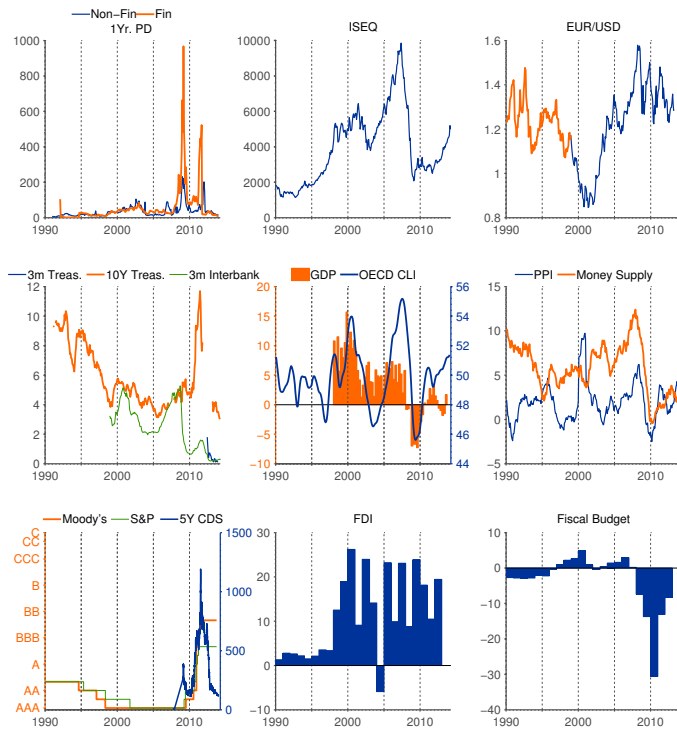 Non−Fin Fin
1Yr. PD
1000
800
600
400
200
0
1990 2000 2010
ISEQ
10000
8000
6000
4000
2000
0
1990 2000 2010
EUR/USD
1.6
1.4
1.2
1
0.8
1990 2000 2010
3m Treas. 10Y Treas. 3m Interbank
12
10
8
6
4
2
0
1990 2000 2010
GDP OECD CLI
20 56
15 54
10 52
5 50
0 48
−5 46
−10 44
1990 2000 2010
PPI Money Supply
15
10
5
0
−5
1990 2000 2010
Moody's S&P 5Y CDS
C 1500
CC
CCC
B 1000
BB
BBB 500
A
AA
AAA 0
1990 2000 2010
FDI
30
20
10
0
−10
1990 2000 2010
Fiscal Budget
10
0
−10
−20
−30
−40
1990 2000 2010